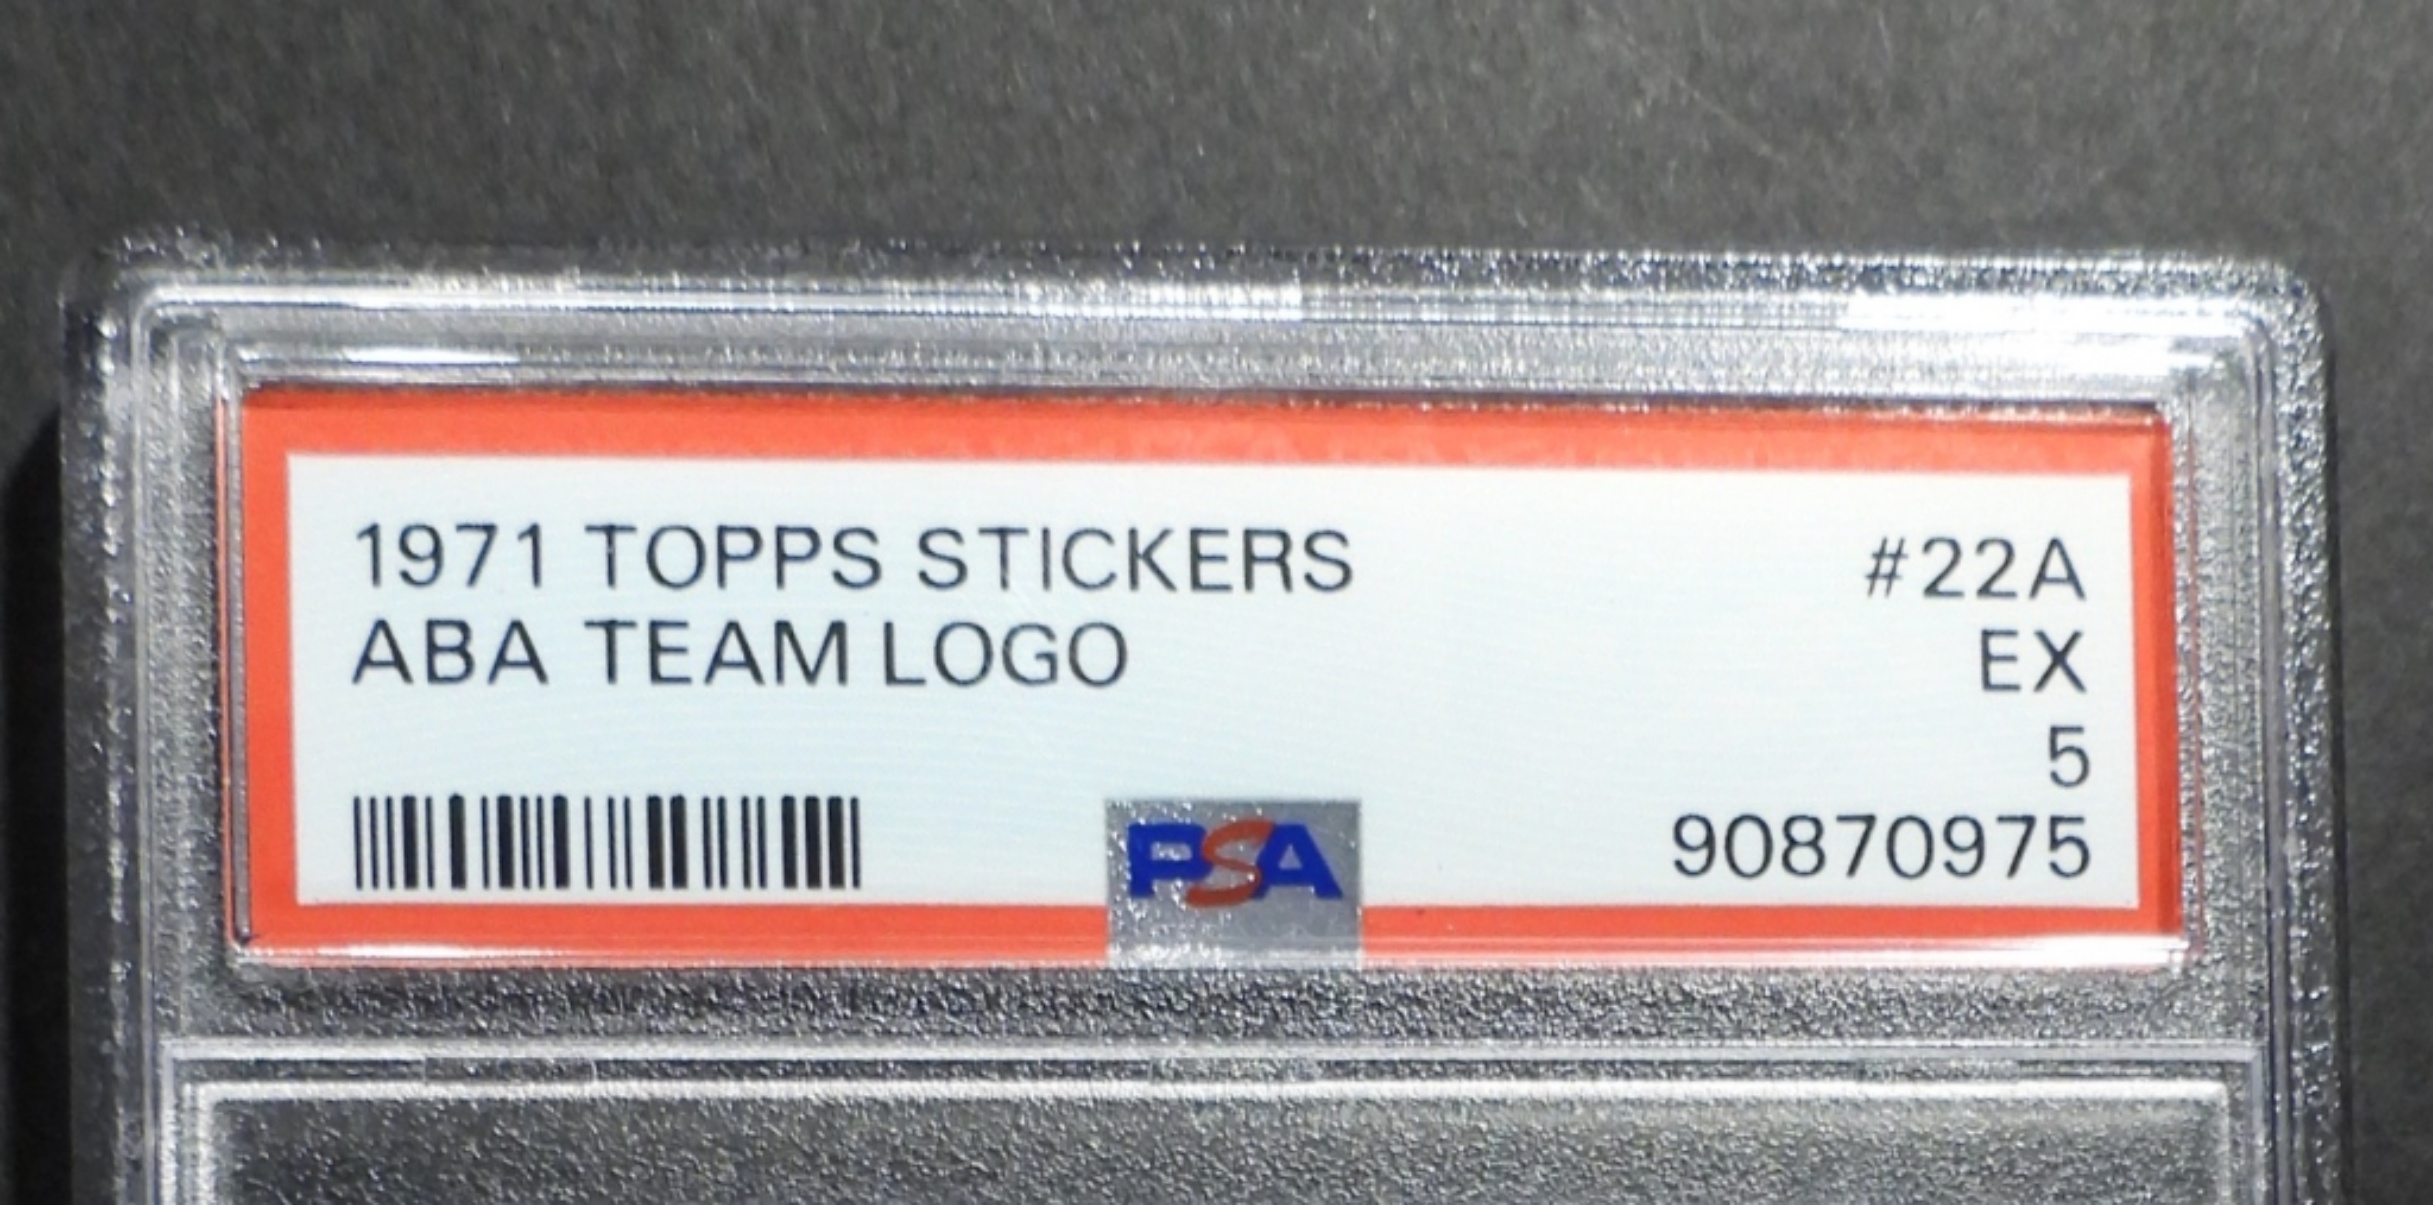 1971 TOPPS STICKERS #22A
ABA TEAM LOGO EX
5
PSA 90870975